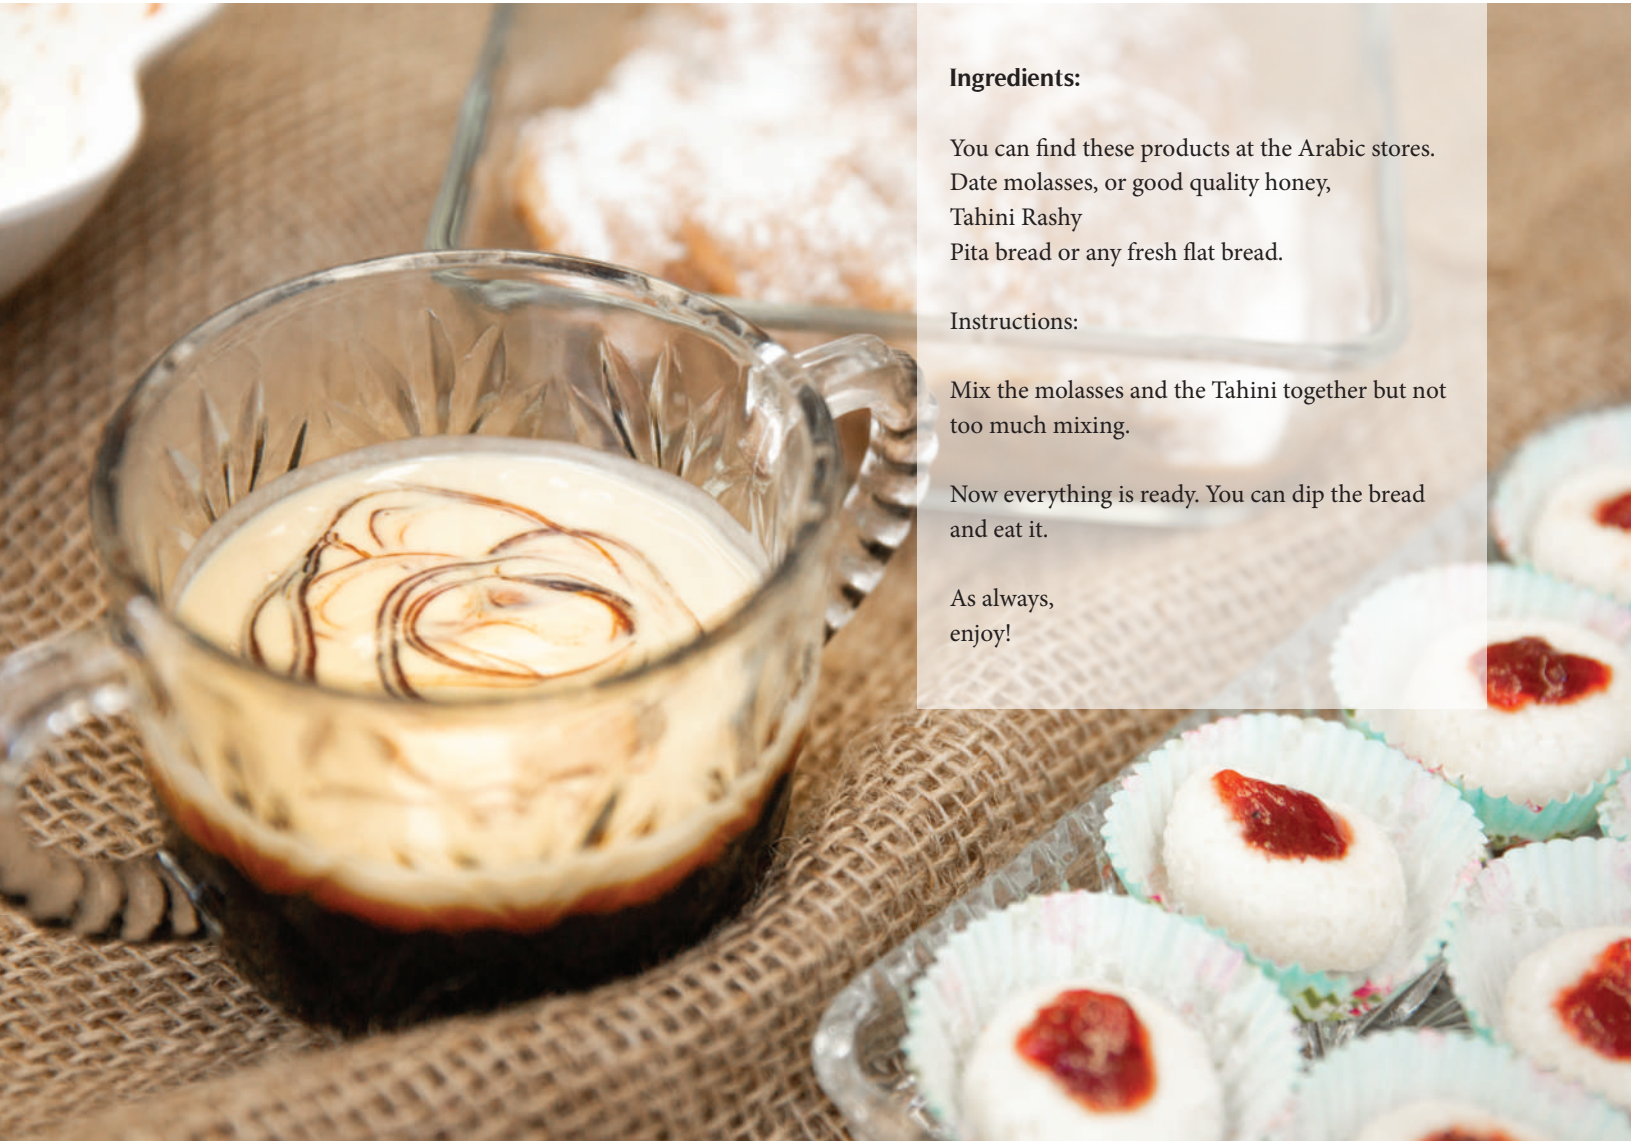 Ingredients:
You can find these products at the Arabic stores.
Date molasses, or good quality honey,
Tahini Rashy
Pita bread or any fresh flat bread.
Instructions:
Mix the molasses and the Tahini together but not
too much mixing.
Now everything is ready. You can dip the bread
and eat it.
As always,
enjoy!